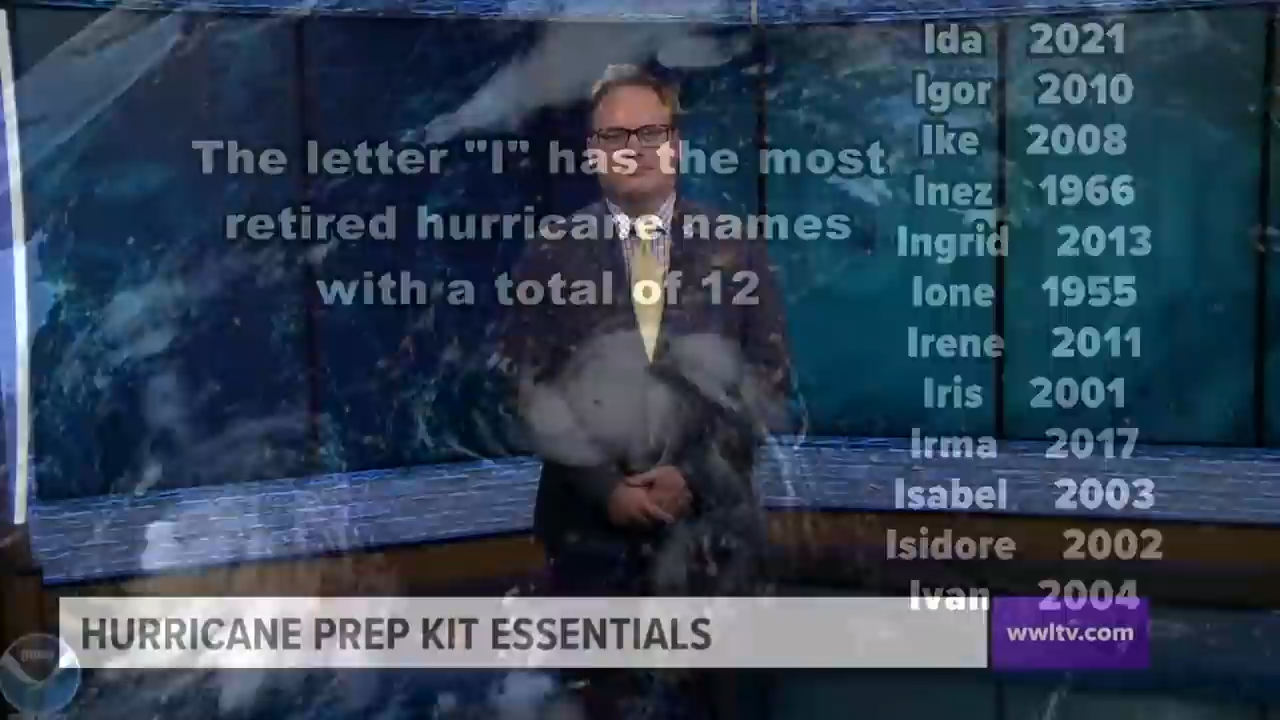 The letter "I" has the most
retired hurricane names
with a total of 12
Ida 2021
Igor 2010
Ike 2008
Inez 1966
Ingrid 2013
Ione 1955
Irene 2011
Iris 2001
Irma 2017
Isabel 2003
Isidore 2002
Ivan 2004
HURRICANE PREP KIT ESSENTIALS
wwltv.com